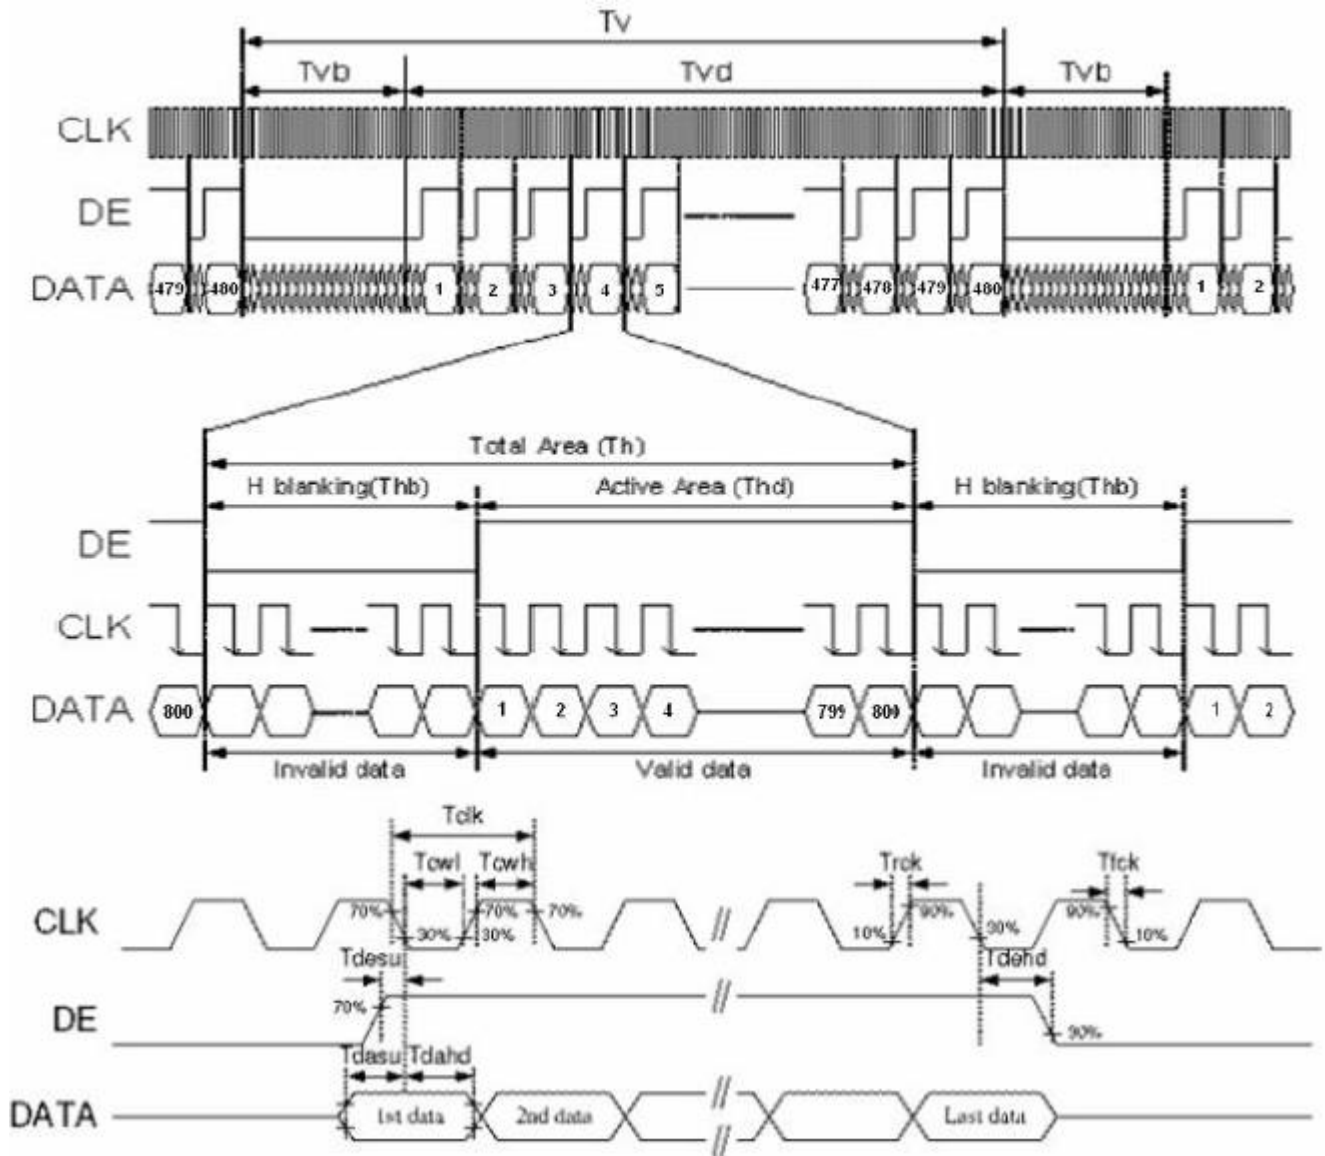 Tv
Tvb Tvd Tvb
CLK
DE
DATA 479 480 1 2 3 4 5 477 478 479 480 1 2
Total Area (Th)
H blanking(Thb) Active Area (Thd) H blanking(Thb)
DE
CLK
DATA 800 1 2 3 4 799 800 1 2
Invalid data Valid data Invalid data
Tclk
Tcwl Tcwh Trck Tfck
70% 70% 70% 90% 90%
CLK 30% 30% 10% 30% 10%
Tdesu Tdehd
70%
DE 30%
Tdasu Tdahd
DATA 1st data 2nd data Last data